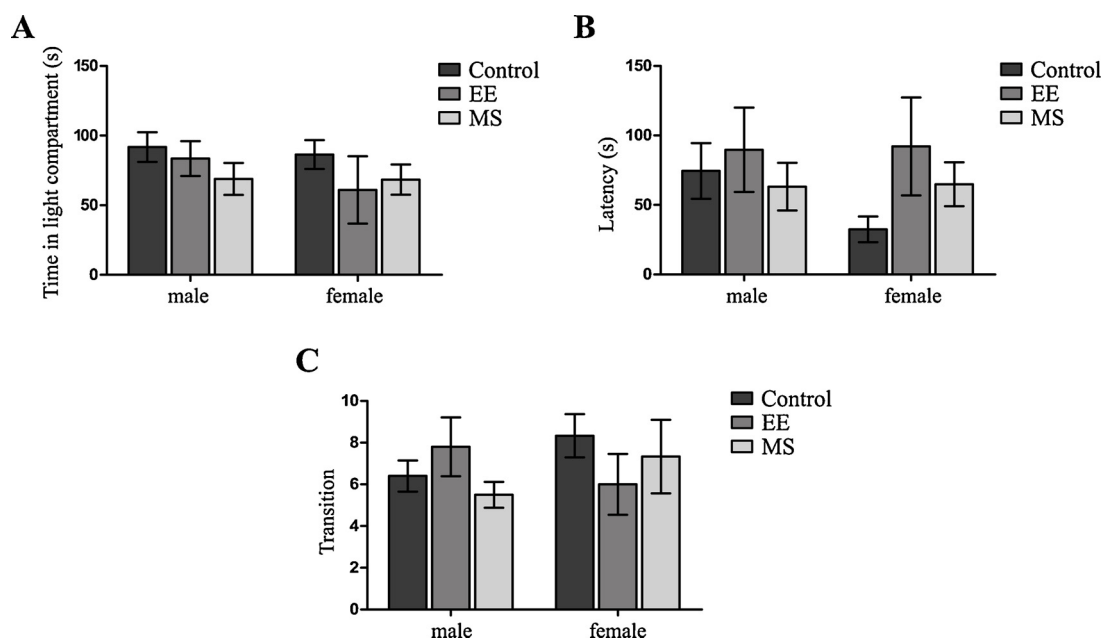 A
Time in light compartment (s)
150
100
50
0
male
female
Control
EE
MS
B
Latency (s)
150
100
50
0
male
female
Control
EE
MS
C
Transition
10
8
6
4
2
0
male
female
Control
EE
MS